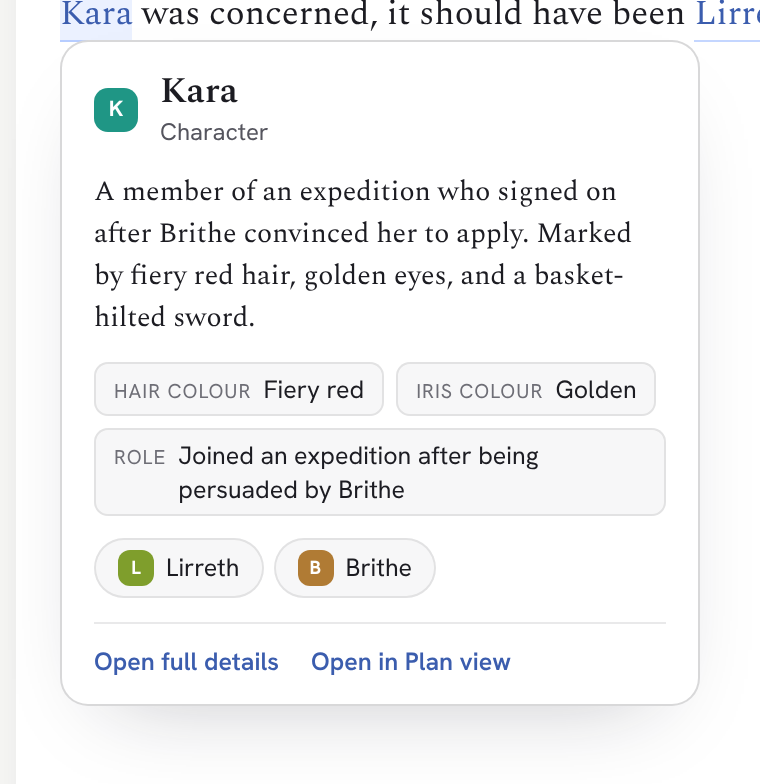 Kara was concerned, it should have been
Kara
K
Character
A member of an expedition who signed on
after Brithe convinced her to apply. Marked
by fiery red hair, golden eyes, and a basket-
hilted sword.
HAIR COLOUR Fiery red IRIS COLOUR Golden
ROLE Joined an expedition after being
persuaded by Brithe
L Lirreth B Brithe
Open full details Open in Plan view